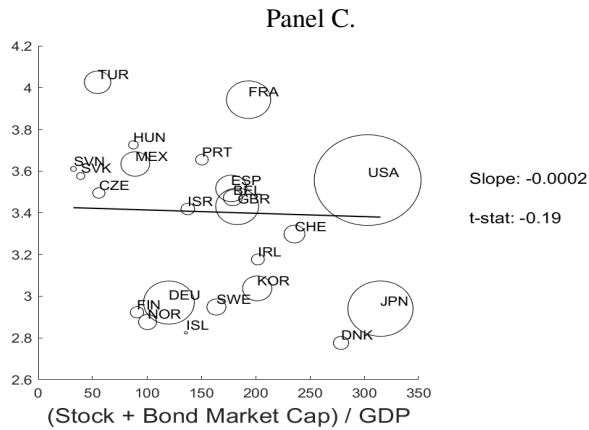 Panel C.
4.2
4
3.8
3.6
3.4
3.2
3
2.8
2.6
TUR
FRA
HUN
MEX
PRT
SVN
SVK
CZE
USA
ESP
BEL
GBR
ISR
CHE
IRL
KOR
DEU
SWE
FIN
NOR
ISL
JPN
DNK
Slope: -0.0002
t-stat: -0.19
0 50 100 150 200 250 300 350
(Stock + Bond Market Cap) / GDP